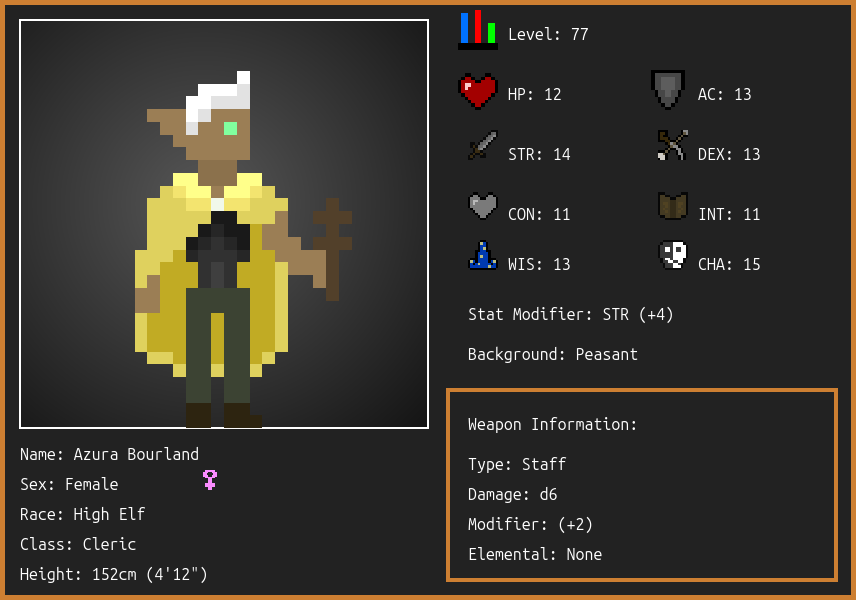 Level: 77
HP: 12
AC: 13
STR: 14
DEX: 13
CON: 11
INT: 11
WIS: 13
CHA: 15
Stat Modifier: STR (+4)
Background: Peasant
Weapon Information:
Type: Staff
Damage: d6
Modifier: (+2)
Elemental: None
Name: Azura Bourland
Sex: Female
Race: High Elf
Class: Cleric
Height: 152cm (4'12")